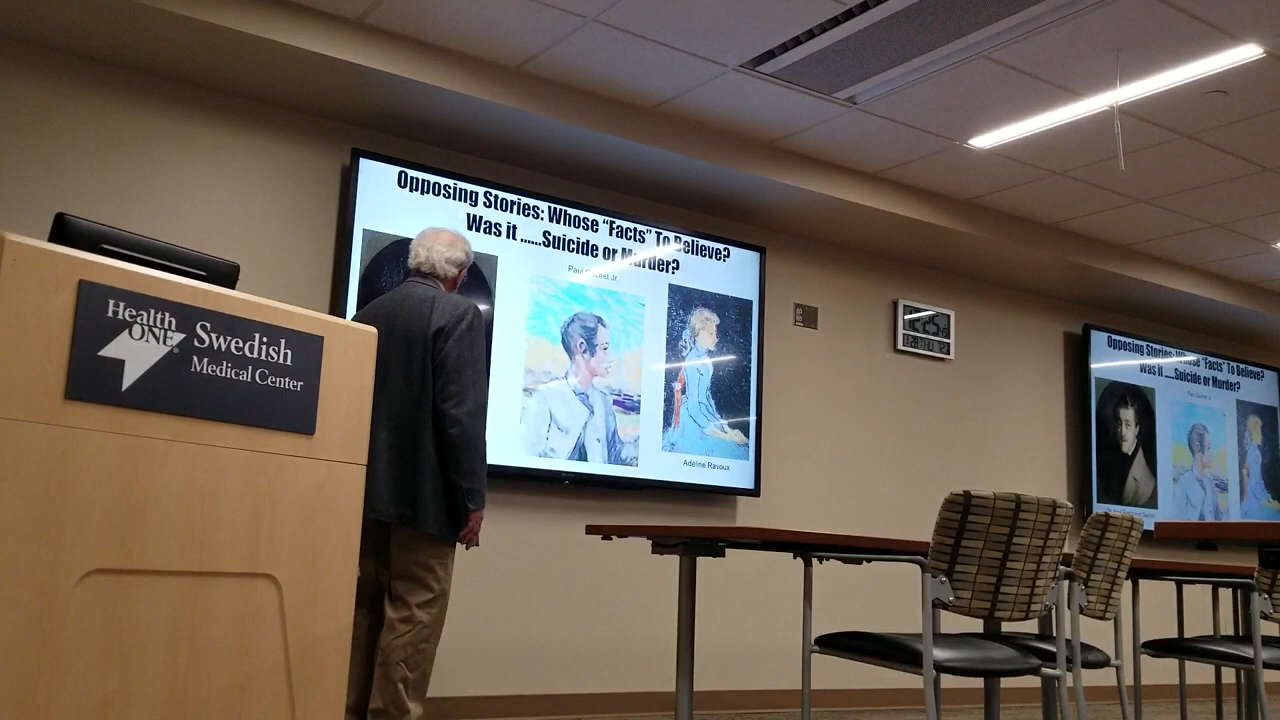 Health
ONE
Swedish
Medical Center
Opposing Stories: Whose "Facts" To Believe?
Was it ......Suicide or Murder?
Adeline Ravoux
Opposing Stories: Whose "Facts" To Believe?
Was it ......Suicide or Murder?